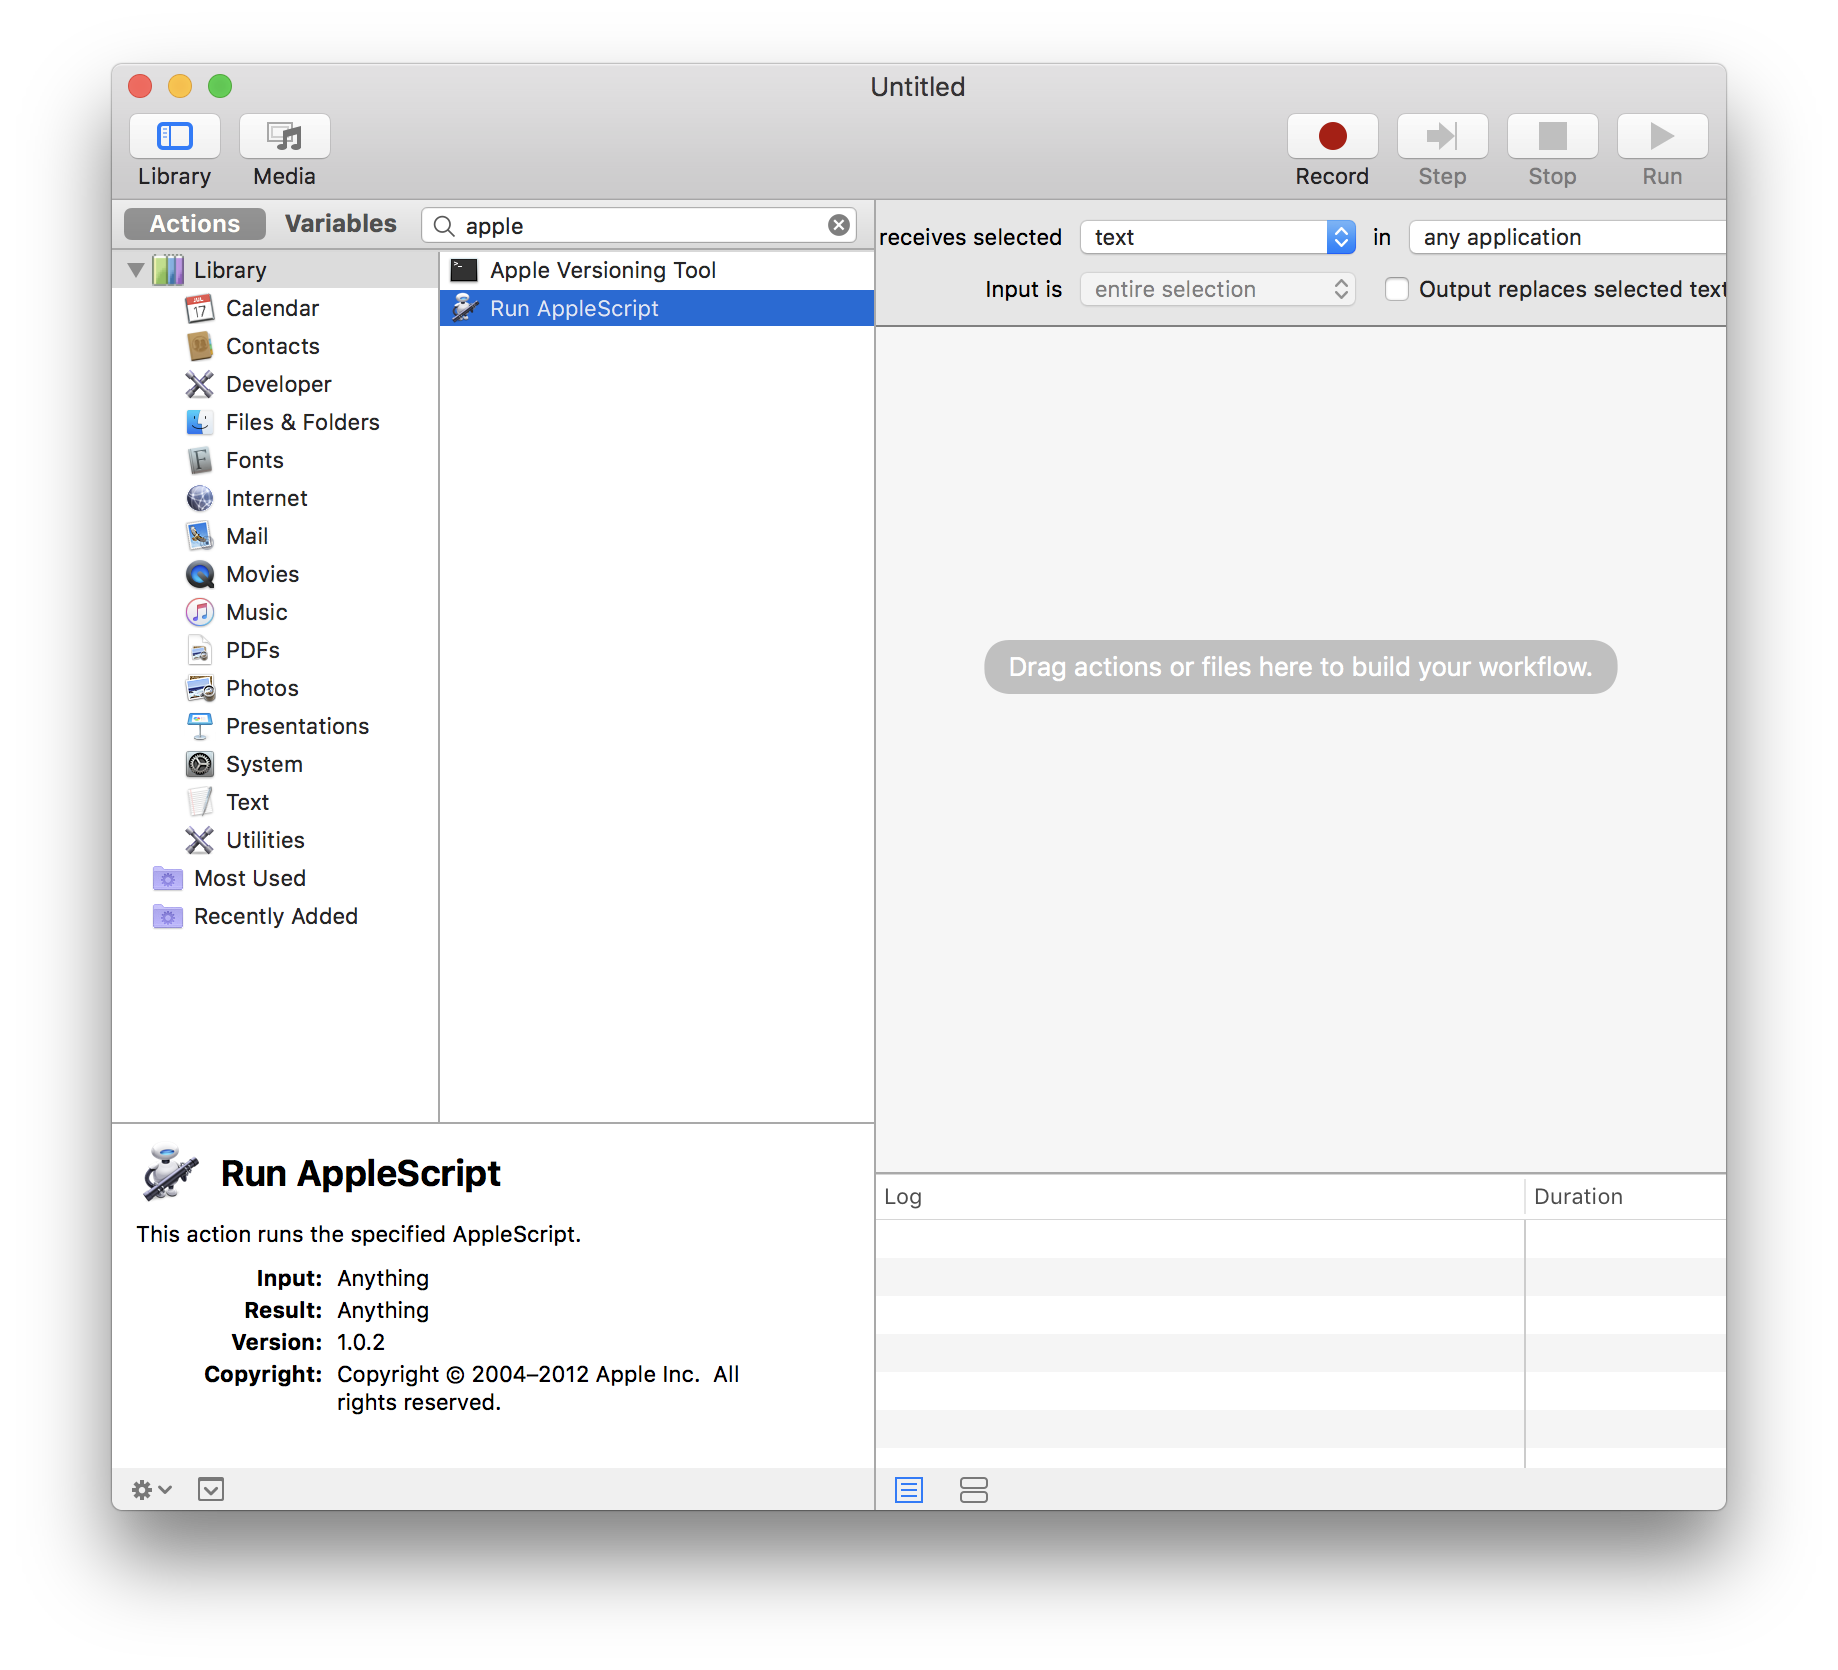 Untitled
Library
Media
Record
Step
Stop
Run
Actions
Variables
apple
receives selected
text
in
any application
Input is
entire selection
Output replaces selected text
Library
Calendar
Contacts
Developer
Files & Folders
Fonts
Internet
Mail
Movies
Music
PDFs
Photos
Presentations
System
Text
Utilities
Most Used
Recently Added
Apple Versioning Tool
Run AppleScript
Drag actions or files here to build your workflow.
Run AppleScript
This action runs the specified AppleScript.
Input: Anything
Result: Anything
Version: 1.0.2
Copyright: Copyright © 2004–2012 Apple Inc. All
rights reserved.
Log
Duration